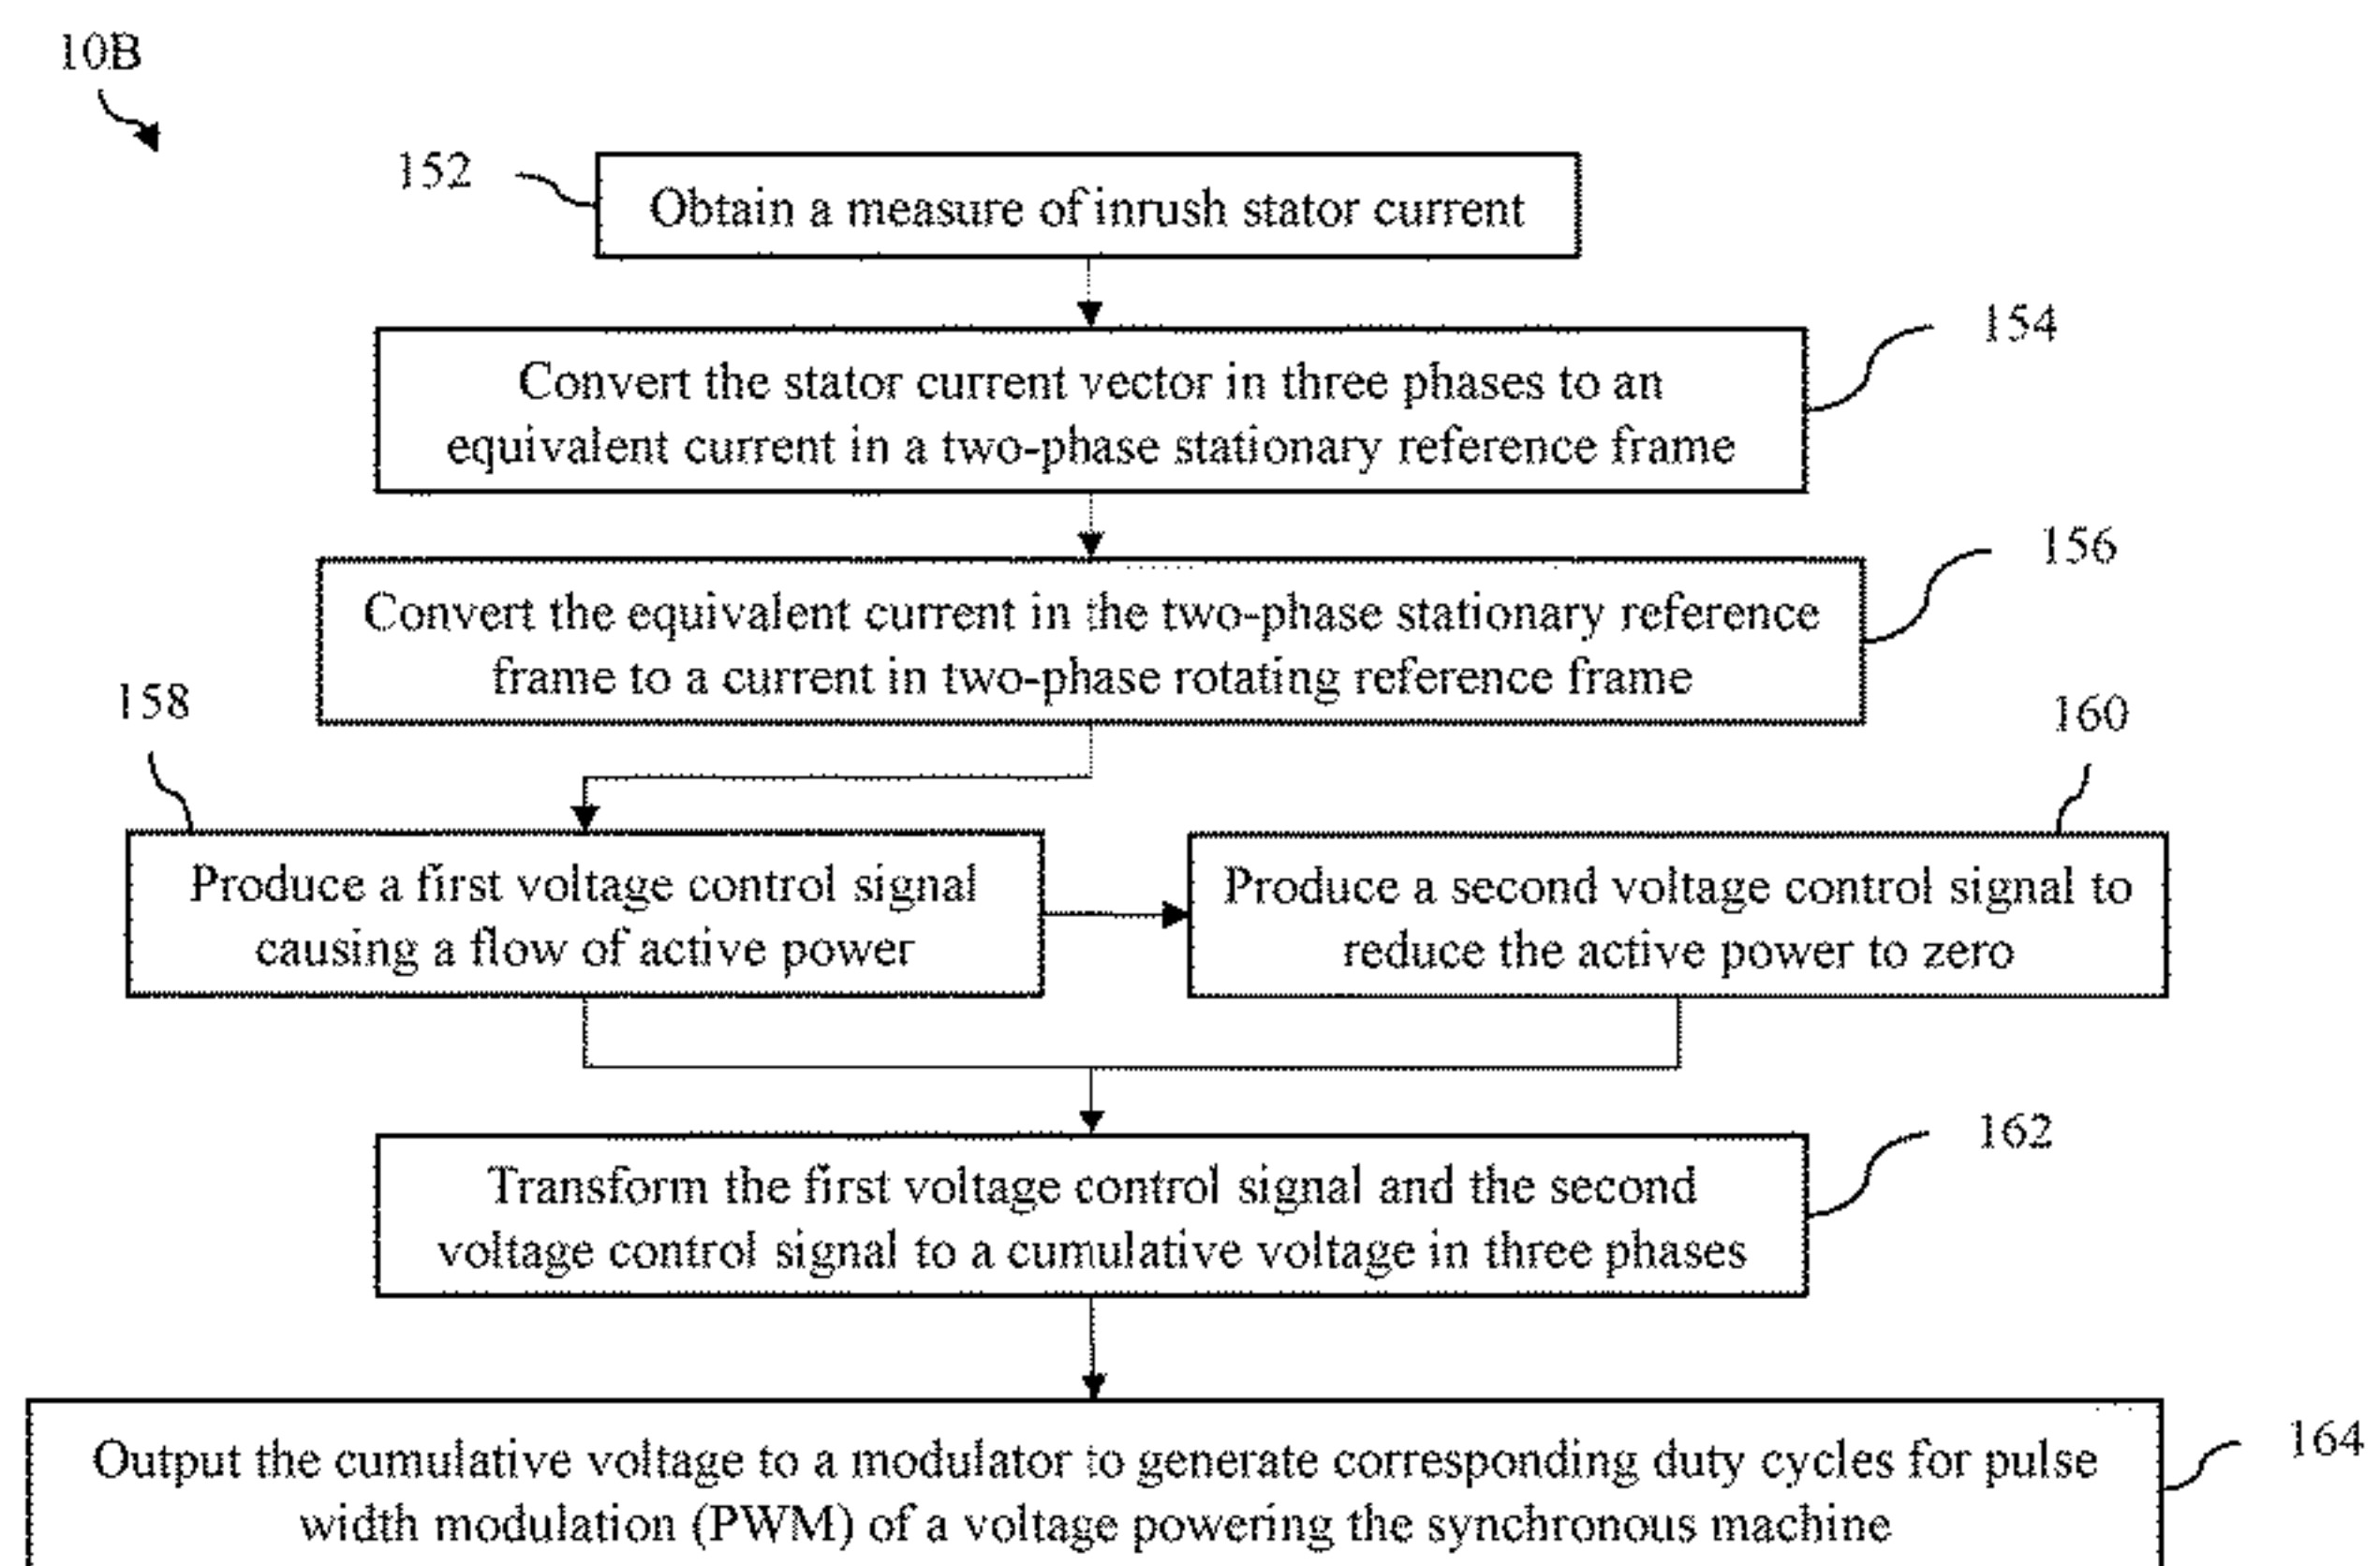 10B
152
Obtain a measure of inrush stator current
154
Convert the stator current vector in three phases to an
equivalent current in a two-phase stationary reference frame
156
Convert the equivalent current in the two-phase stationary reference
frame to a current in two-phase rotating reference frame
158
160
Produce a first voltage control signal
causing a flow of active power
Produce a second voltage control signal to
reduce the active power to zero
162
Transform the first voltage control signal and the second
voltage control signal to a cumulative voltage in three phases
164
Output the cumulative voltage to a modulator to generate corresponding duty cycles for pulse
width modulation (PWM) of a voltage powering the synchronous machine